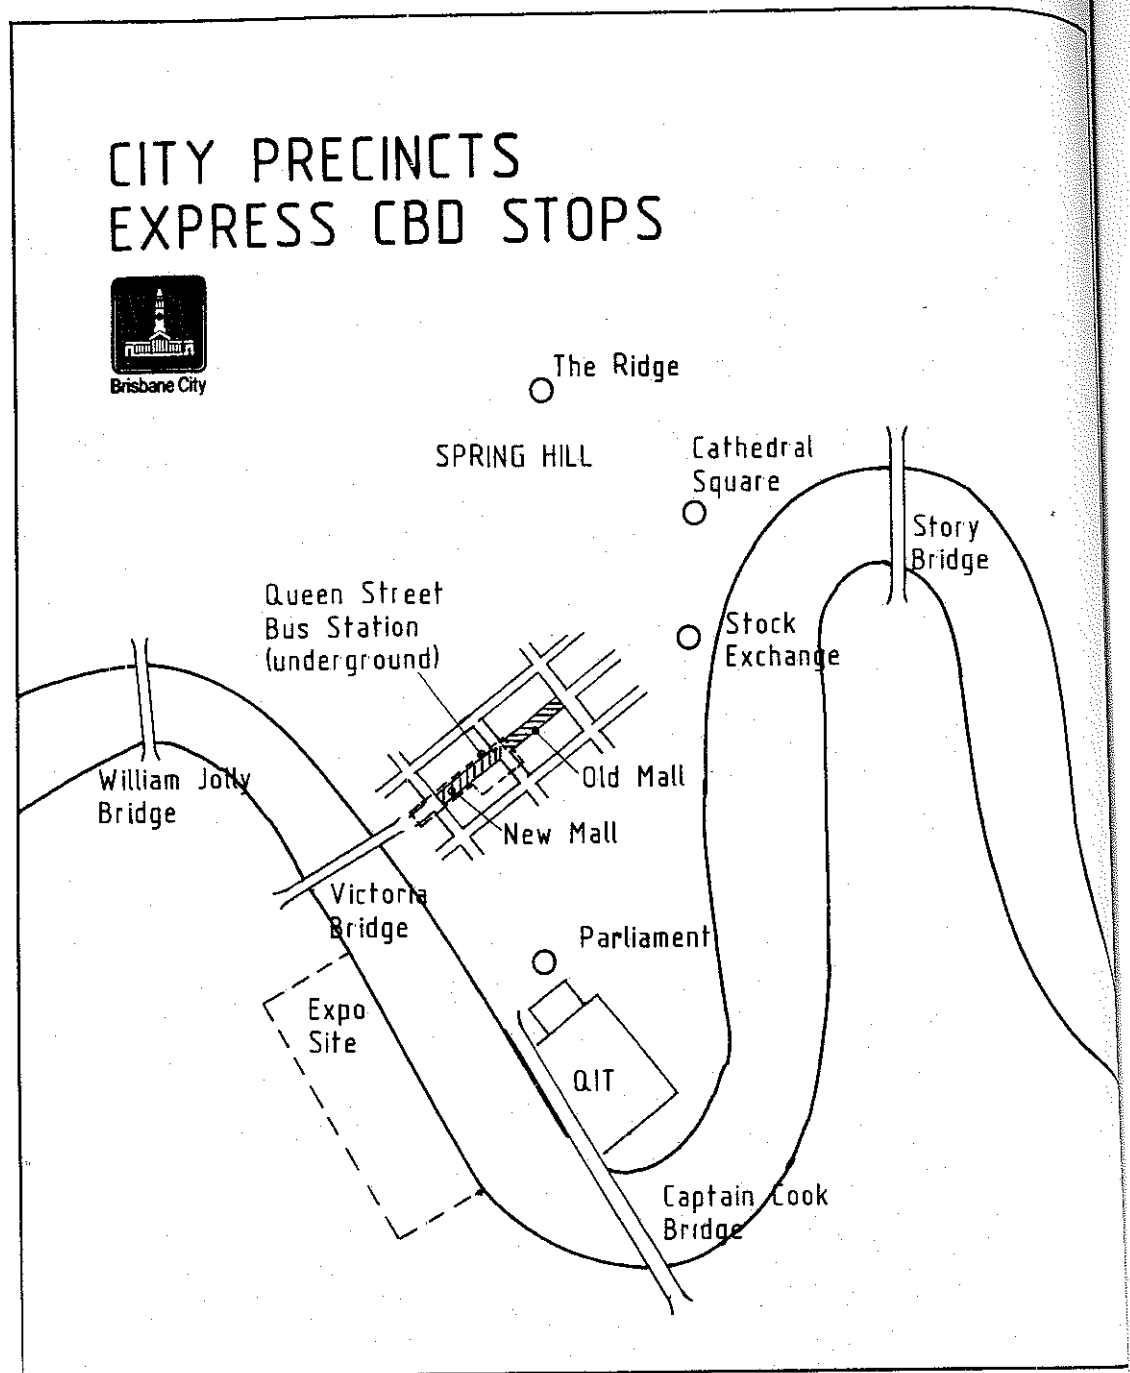 CITY PRECINCTS
EXPRESS CBD STOPS
Brisbane City
The Ridge
SPRING HILL
Cathedral
Square
Story
Bridge
Queen Street
Bus Station
(underground)
Stock
Exchange
William Jolly
Bridge
Old Mall
New Mall
Victoria
Bridge
Parliament
Expo
Site
QIT
Captain Cook
Bridge